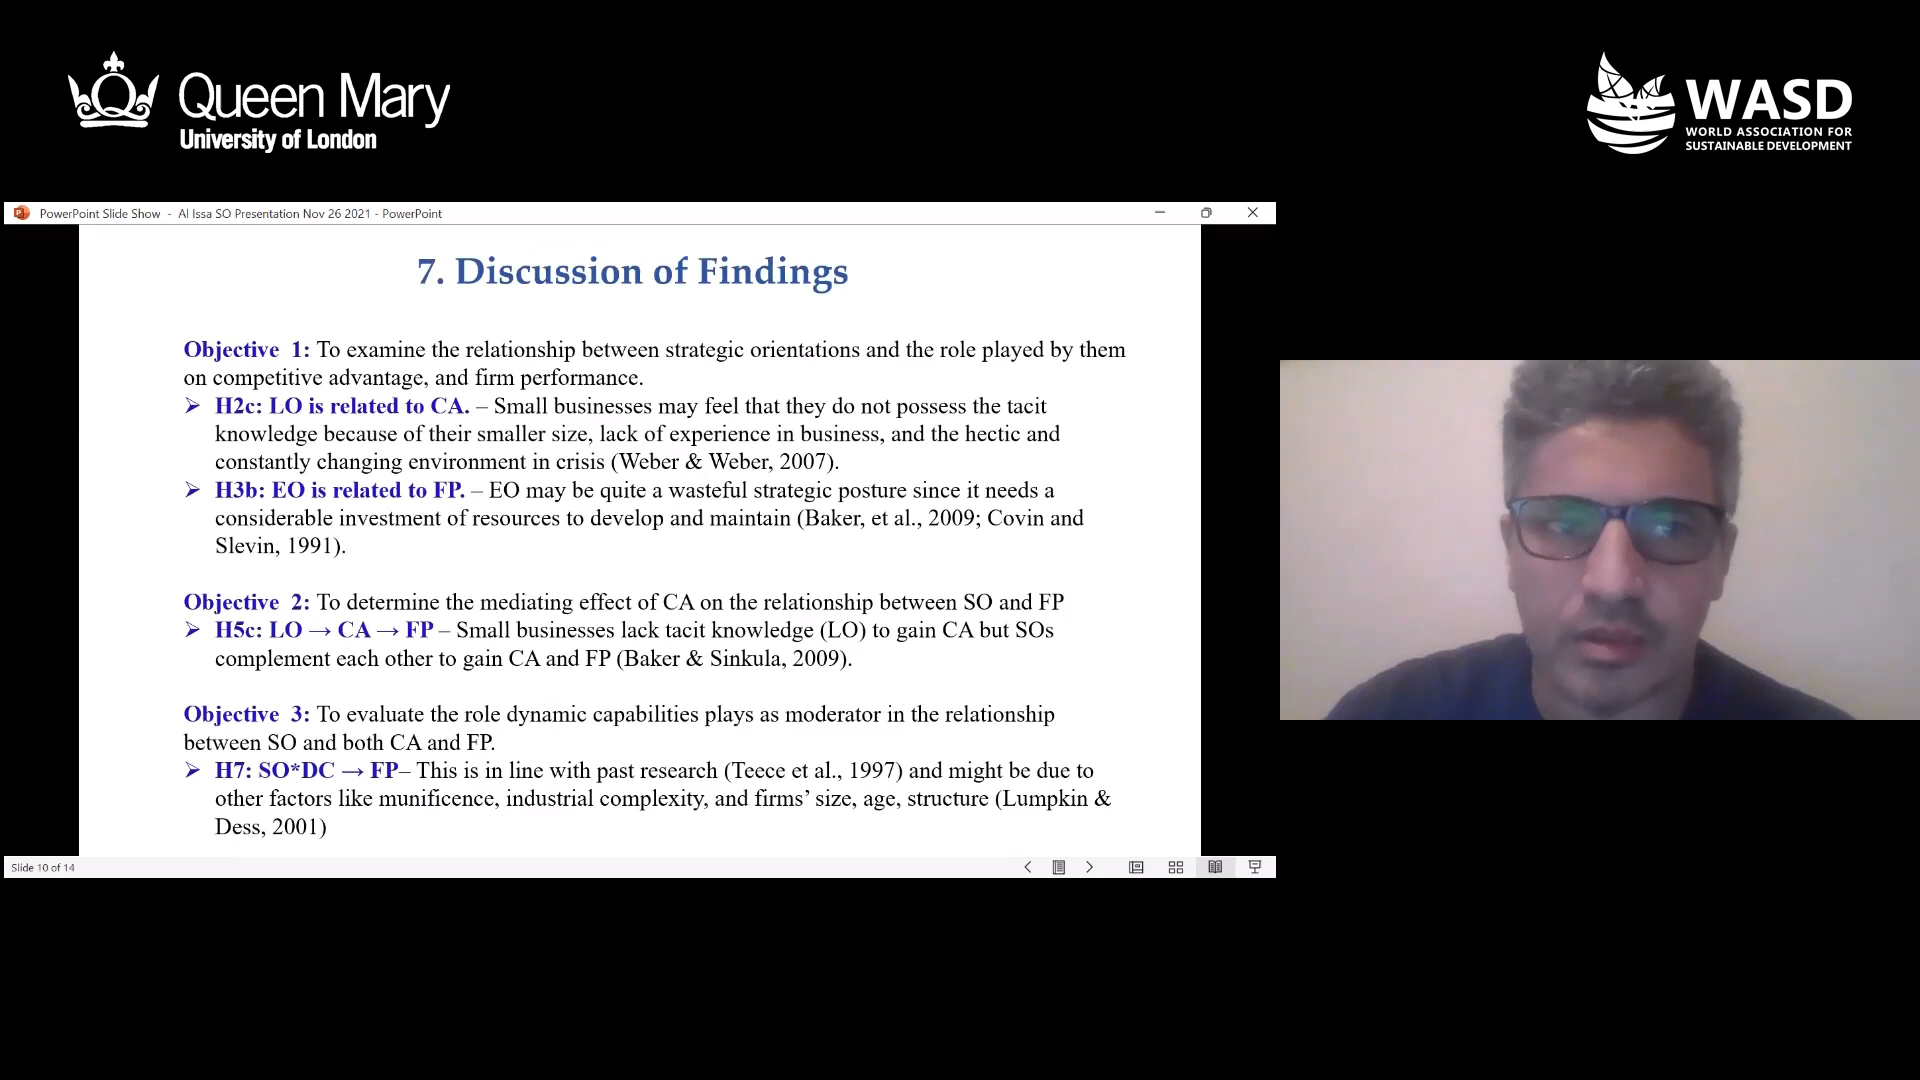 Queen Mary
University of London
WASD
WORLD ASSOCIATION FOR
SUSTAINABLE DEVELOPMENT
PowerPoint Slide Show - Al Issa SO Presentation Nov 26 2021 - PowerPoint
7. Discussion of Findings
Objective 1: To examine the relationship between strategic orientations and the role played by them
on competitive advantage, and firm performance.
➢ H2c: LO is related to CA. – Small businesses may feel that they do not possess the tacit
knowledge because of their smaller size, lack of experience in business, and the hectic and
constantly changing environment in crisis (Weber & Weber, 2007).
➢ H3b: EO is related to FP. – EO may be quite a wasteful strategic posture since it needs a
considerable investment of resources to develop and maintain (Baker, et al., 2009; Covin and
Slevin, 1991).
Objective 2: To determine the mediating effect of CA on the relationship between SO and FP
➢ H5c: LO → CA → FP – Small businesses lack tacit knowledge (LO) to gain CA but SOs
complement each other to gain CA and FP (Baker & Sinkula, 2009).
Objective 3: To evaluate the role dynamic capabilities plays as moderator in the relationship
between SO and both CA and FP.
➢ H7: SO*DC → FP– This is in line with past research (Teece et al., 1997) and might be due to
other factors like munificence, industrial complexity, and firms’ size, age, structure (Lumpkin &
Dess, 2001)
Slide 10 of 14